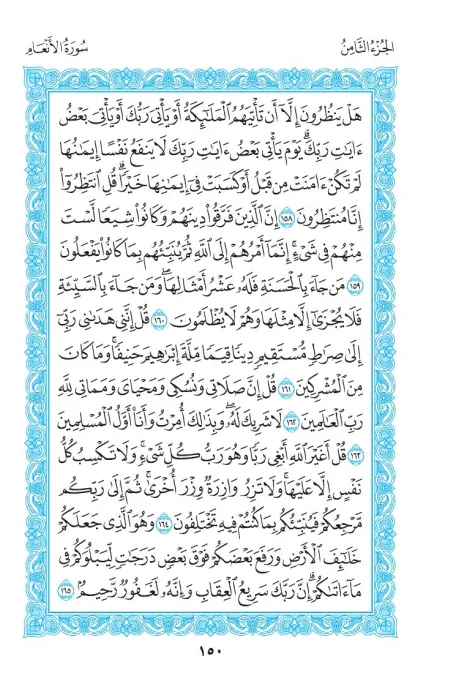 الجُزْءُ الثَّامِنُ
سُورَةُ الأَنْعَامِ
هَلْ يَنظُرُونَ إِلَّآ أَن تَأْتِيَهُمُ ٱلْمَلَٰٓئِكَةُ أَوْ يَأْتِىَ رَبُّكَ أَوْ يَأْتِىَ بَعْضُ
ءَايَٰتِ رَبِّكَ ۗ يَوْمَ يَأْتِى بَعْضُ ءَايَٰتِ رَبِّكَ لَا يَنفَعُ نَفْسًا إِيمَٰنُهَا
لَمْ تَكُنْ ءَامَنَتْ مِن قَبْلُ أَوْ كَسَبَتْ فِىٓ إِيمَٰنِهَا خَيْرًا ۗ قُلِ ٱنتَظِرُوٓا۟
إِنَّا مُنتَظِرُونَ ١٥٨ إِنَّ ٱلَّذِينَ فَرَّقُوا۟ دِينَهُمْ وَكَانُوا۟ شِيَعًا لَّسْتَ
مِنْهُمْ فِى شَىْءٍ ۚ إِنَّمَآ أَمْرُهُمْ إِلَى ٱللَّهِ ثُمَّ يُنَبِّئُهُم بِمَا كَانُوا۟ يَفْعَلُونَ
١٥٩ مَن جَآءَ بِٱلْحَسَنَةِ فَلَهُۥ عَشْرُ أَمْثَالِهَا ۖ وَمَن جَآءَ بِٱلسَّيِّئَةِ
فَلَا يُجْزَىٰٓ إِلَّا مِثْلَهَا وَهُمْ لَا يُظْلَمُونَ ١٦٠ قُلْ إِنَّنِى هَدَىٰنِى رَبِّىٓ
إِلَىٰ صِرَٰطٍ مُّسْتَقِيمٍ دِينًا قِيَمًا مِّلَّةَ إِبْرَٰهِيمَ حَنِيفًا ۚ وَمَا كَانَ
مِنَ ٱلْمُشْرِكِينَ ١٦١ قُلْ إِنَّ صَلَاتِى وَنُسُكِى وَمَحْيَاىَ وَمَمَاتِى لِلَّهِ
رَبِّ ٱلْعَٰلَمِينَ ١٦٢ لَا شَرِيكَ لَهُۥ ۖ وَبِذَٰلِكَ أُمِرْتُ وَأَنَا۠ أَوَّلُ ٱلْمُسْلِمِينَ
١٦٣ قُلْ أَغَيْرَ ٱللَّهِ أَبْغِى رَبًّا وَهُوَ رَبُّ كُلِّ شَىْءٍ ۚ وَلَا تَكْسِبُ كُلُّ
نَفْسٍ إِلَّا عَلَيْهَا ۚ وَلَا تَزِرُ وَازِرَةٌ وِزْرَ أُخْرَىٰ ۚ ثُمَّ إِلَىٰ رَبِّكُم
مَّرْجِعُكُمْ فَيُنَبِّئُكُم بِمَا كُنتُمْ فِيهِ تَخْتَلِفُونَ ١٦٤ وَهُوَ ٱلَّذِى جَعَلَكُمْ
خَلَٰٓئِفَ ٱلْأَرْضِ وَرَفَعَ بَعْضَكُمْ فَوْقَ بَعْضٍ دَرَجَٰتٍ لِّيَبْلُوَكُمْ فِى
مَآ ءَاتَىٰكُمْ ۗ إِنَّ رَبَّكَ سَرِيعُ ٱلْعِقَابِ وَإِنَّهُۥ لَغَفُورٌ رَّحِيمٌۢ ١٦٥
١٥٠